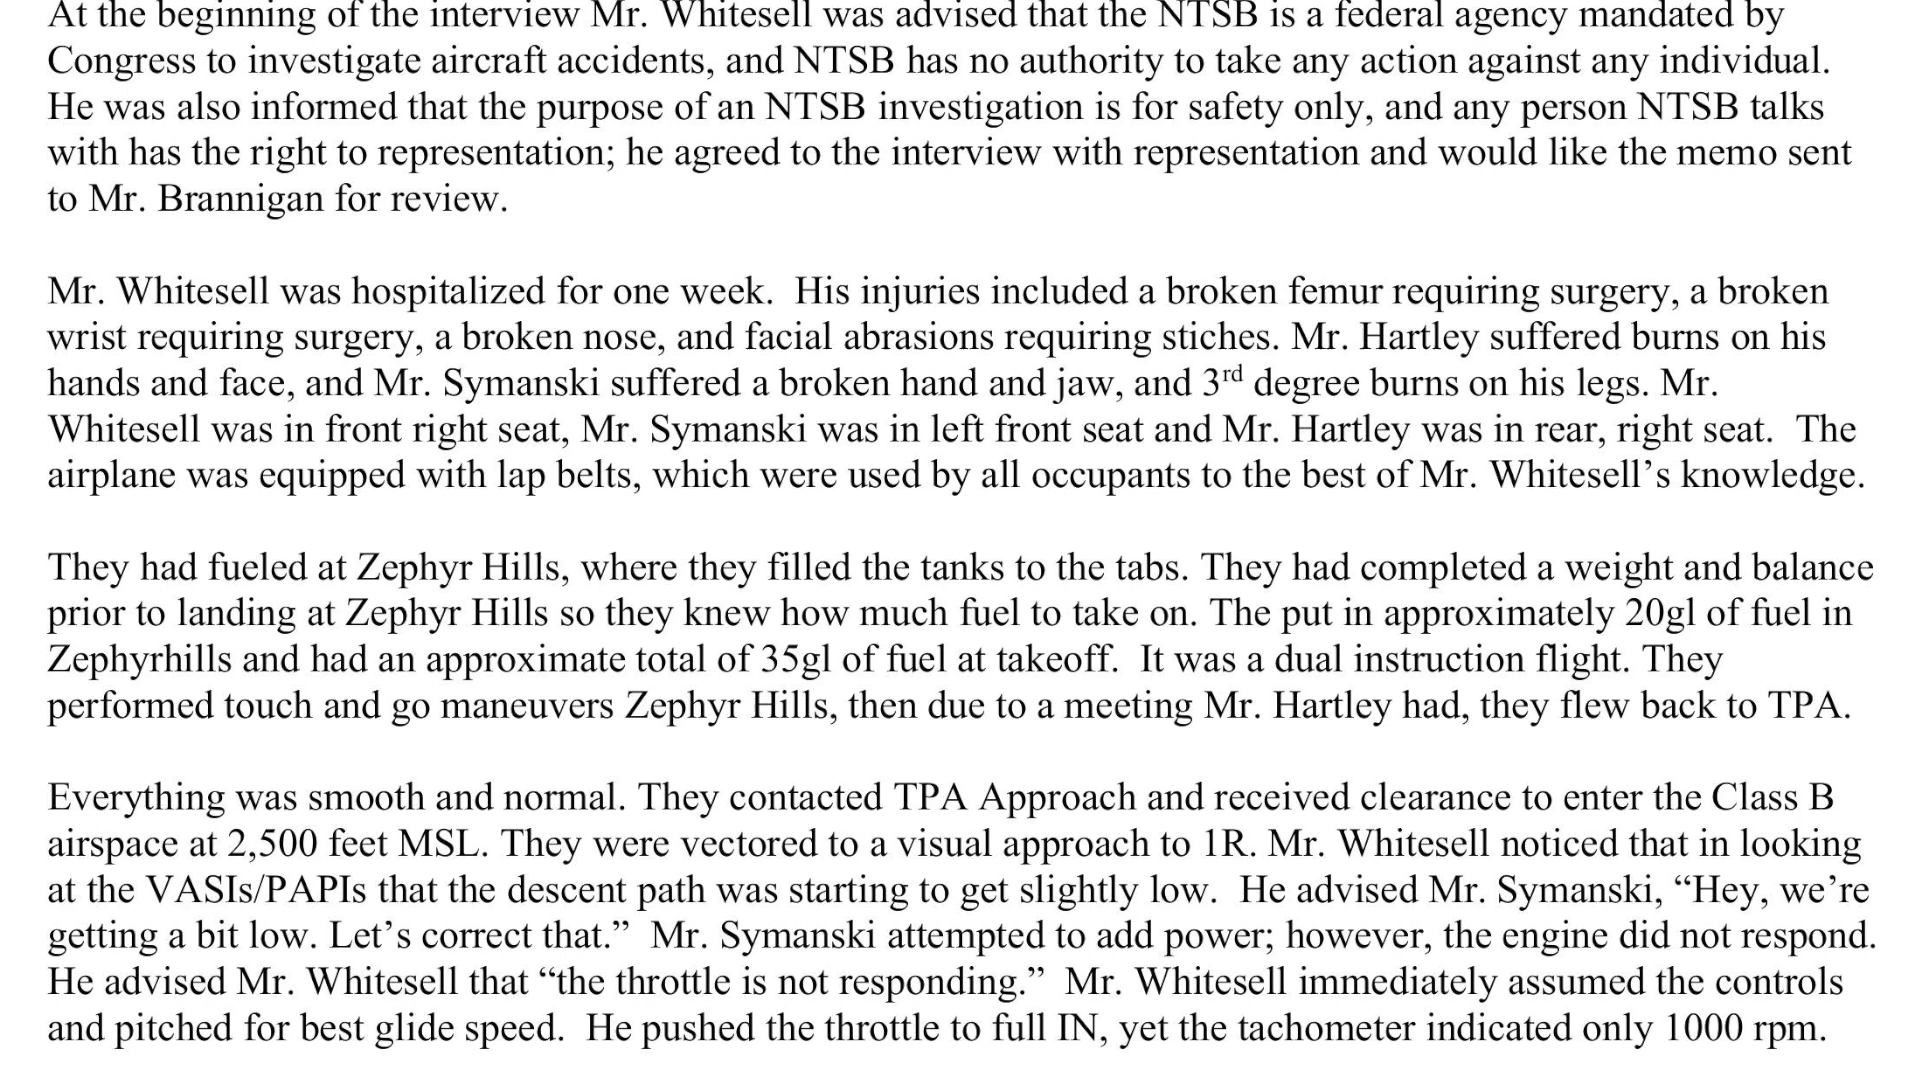 At the beginning of the interview Mr. Whitesell was advised that the NTSB is a federal agency mandated by
Congress to investigate aircraft accidents, and NTSB has no authority to take any action against any individual.
He was also informed that the purpose of an NTSB investigation is for safety only, and any person NTSB talks
with has the right to representation; he agreed to the interview with representation and would like the memo sent
to Mr. Brannigan for review.
Mr. Whitesell was hospitalized for one week.  His injuries included a broken femur requiring surgery, a broken
wrist requiring surgery, a broken nose, and facial abrasions requiring stiches. Mr. Hartley suffered burns on his
hands and face, and Mr. Symanski suffered a broken hand and jaw, and 3rd degree burns on his legs. Mr.
Whitesell was in front right seat, Mr. Symanski was in left front seat and Mr. Hartley was in rear, right seat.  The
airplane was equipped with lap belts, which were used by all occupants to the best of Mr. Whitesell’s knowledge.
They had fueled at Zephyr Hills, where they filled the tanks to the tabs. They had completed a weight and balance
prior to landing at Zephyr Hills so they knew how much fuel to take on. The put in approximately 20gl of fuel in
Zephyrhills and had an approximate total of 35gl of fuel at takeoff.  It was a dual instruction flight. They
performed touch and go maneuvers Zephyr Hills, then due to a meeting Mr. Hartley had, they flew back to TPA.
Everything was smooth and normal. They contacted TPA Approach and received clearance to enter the Class B
airspace at 2,500 feet MSL. They were vectored to a visual approach to 1R. Mr. Whitesell noticed that in looking
at the VASIs/PAPIs that the descent path was starting to get slightly low.  He advised Mr. Symanski, “Hey, we’re
getting a bit low. Let’s correct that.”  Mr. Symanski attempted to add power; however, the engine did not respond.
He advised Mr. Whitesell that “the throttle is not responding.”  Mr. Whitesell immediately assumed the controls
and pitched for best glide speed.  He pushed the throttle to full IN, yet the tachometer indicated only 1000 rpm.